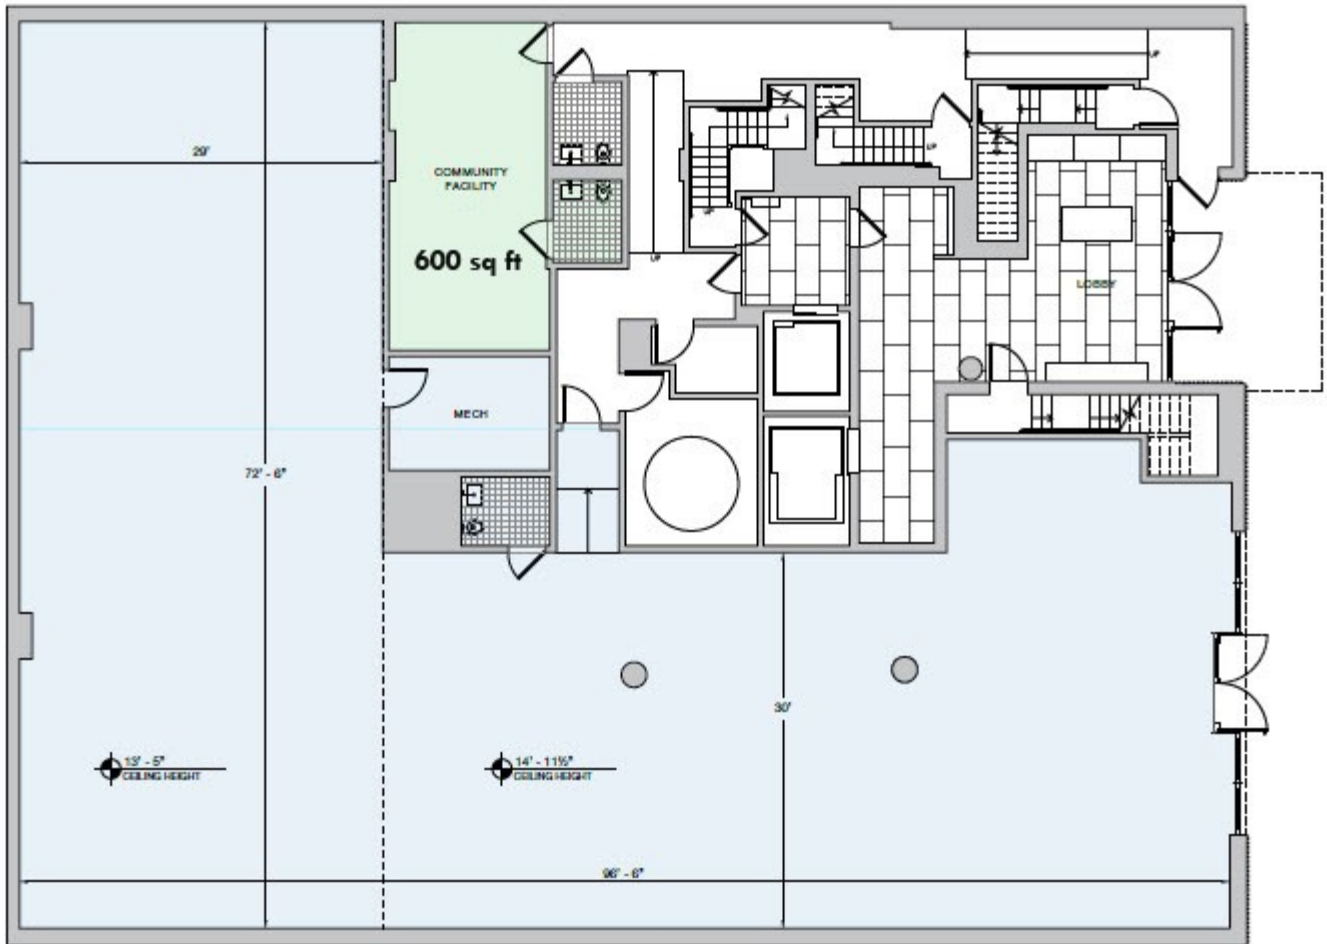 UP
29'
COMMUNITY
FACILITY
UP
UP
600 sq ft
UP
LOBBY
MECH
72' - 6"
30'
13' - 5"
CEILING HEIGHT
14' - 11½"
CEILING HEIGHT
96' - 6"